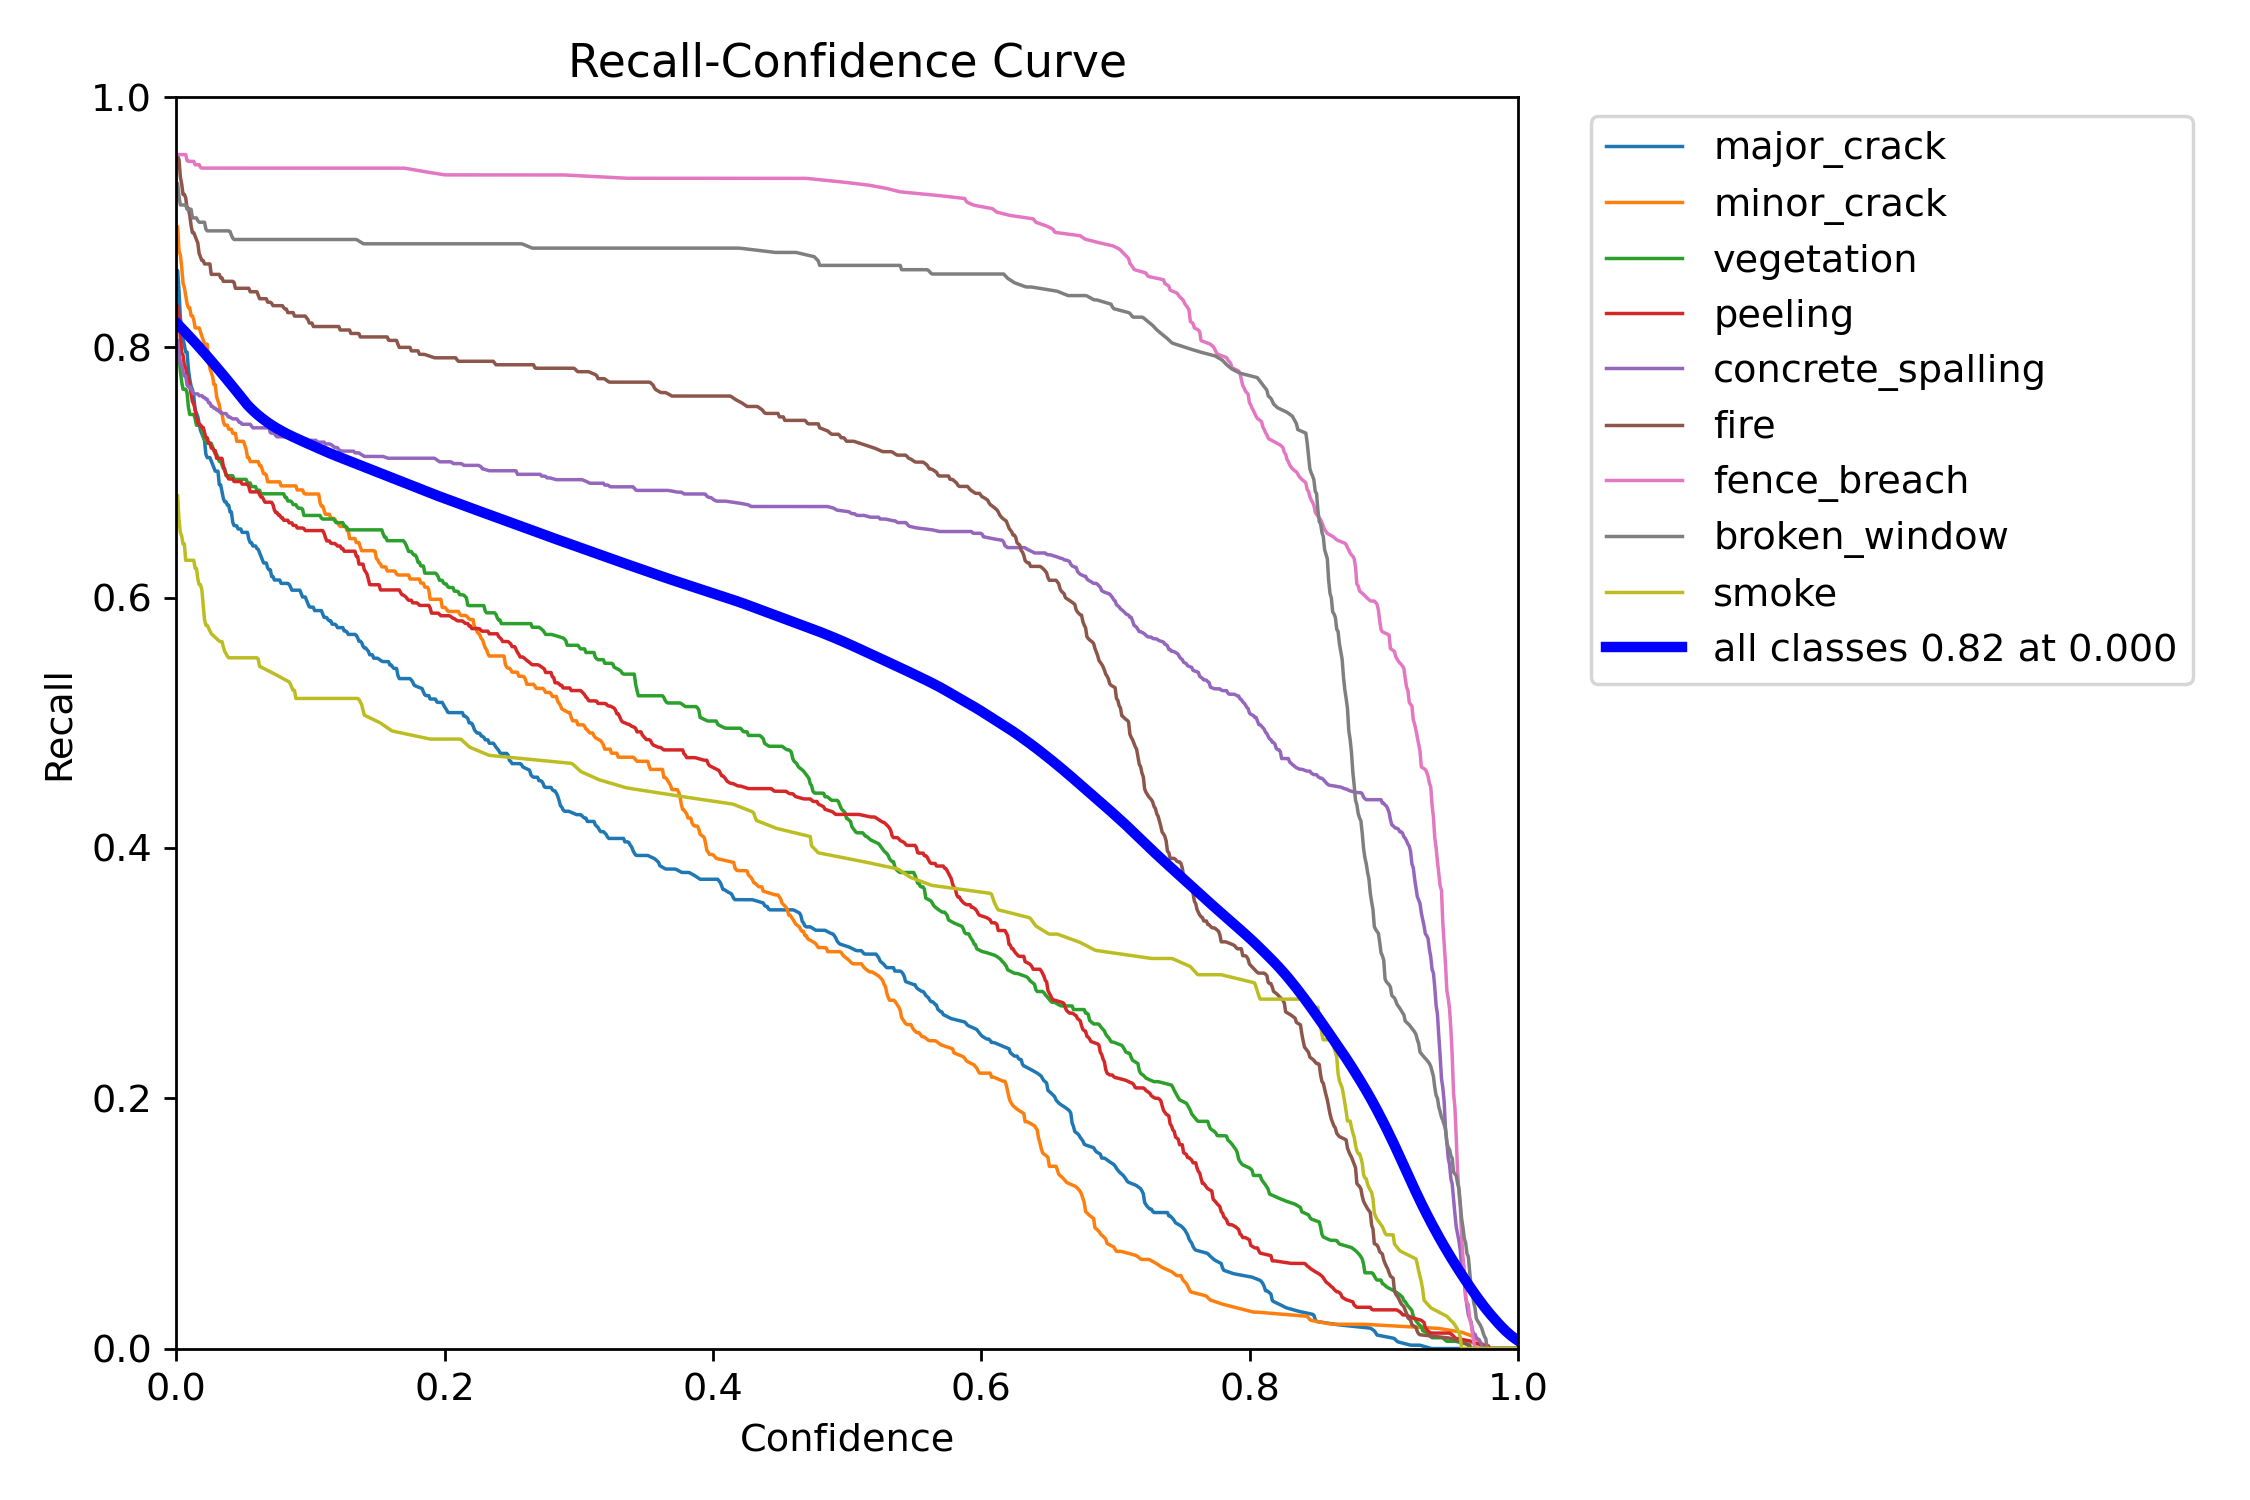 Recall-Confidence Curve
1.0
0.8
0.6
0.4
0.2
0.0
Recall
0.0 0.2 0.4 0.6 0.8 1.0
Confidence
major_crack
minor_crack
vegetation
peeling
concrete_spalling
fire
fence_breach
broken_window
smoke
all classes 0.82 at 0.000